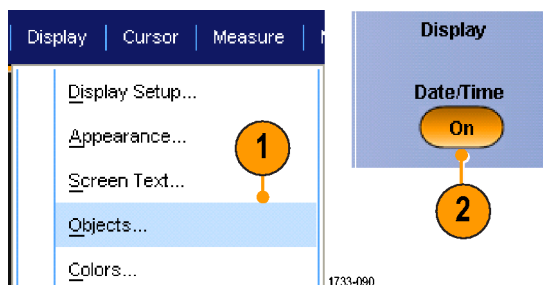 Display Cursor Measure
Display Setup...
Appearance...
1
Screen Text...
Objects...
Colors...
Display
Date/Time
On
2
1733-090